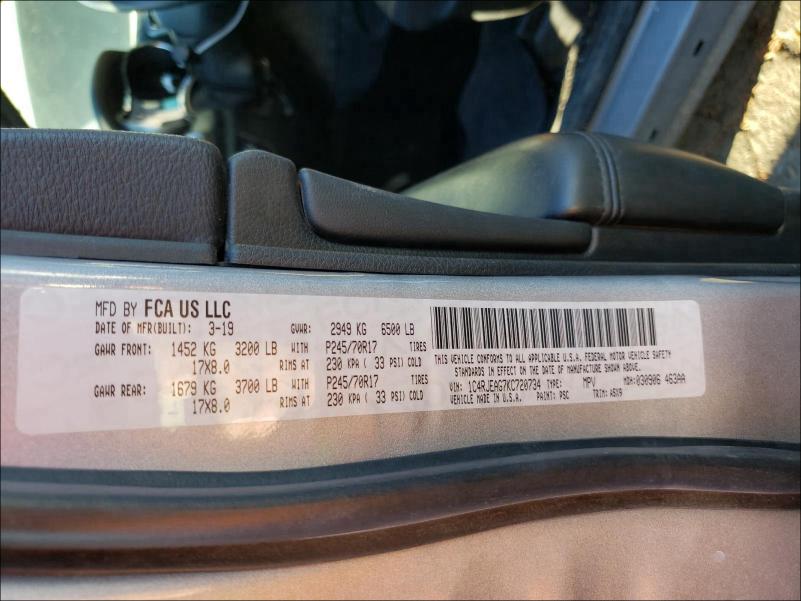 MFD BY FCA US LLC
DATE OF MFR(BUILT): 3-19 GVWR: 2949 KG 6500 LB
GAWR FRONT: 1452 KG 3200 LB WITH P245/70R17 TIRES
17X8.0 RIMS AT 230 KPA ( 33 PSI) COLD
GAWR REAR: 1679 KG 3700 LB WITH P245/70R17 TIRES
17X8.0 RIMS AT 230 KPA ( 33 PSI) COLD
THIS VEHICLE CONFORMS TO ALL APPLICABLE U.S.A. FEDERAL MOTOR VEHICLE SAFETY
STANDARDS IN EFFECT ON THE DATE OF MANUFACTURE SHOWN ABOVE.
VIN: 1C4RJEAG7KC720734 TYPE: MPV MDH: 030906 463AA
VEHICLE MADE IN U.S.A. PAINT: PSC TRIM: A5X9